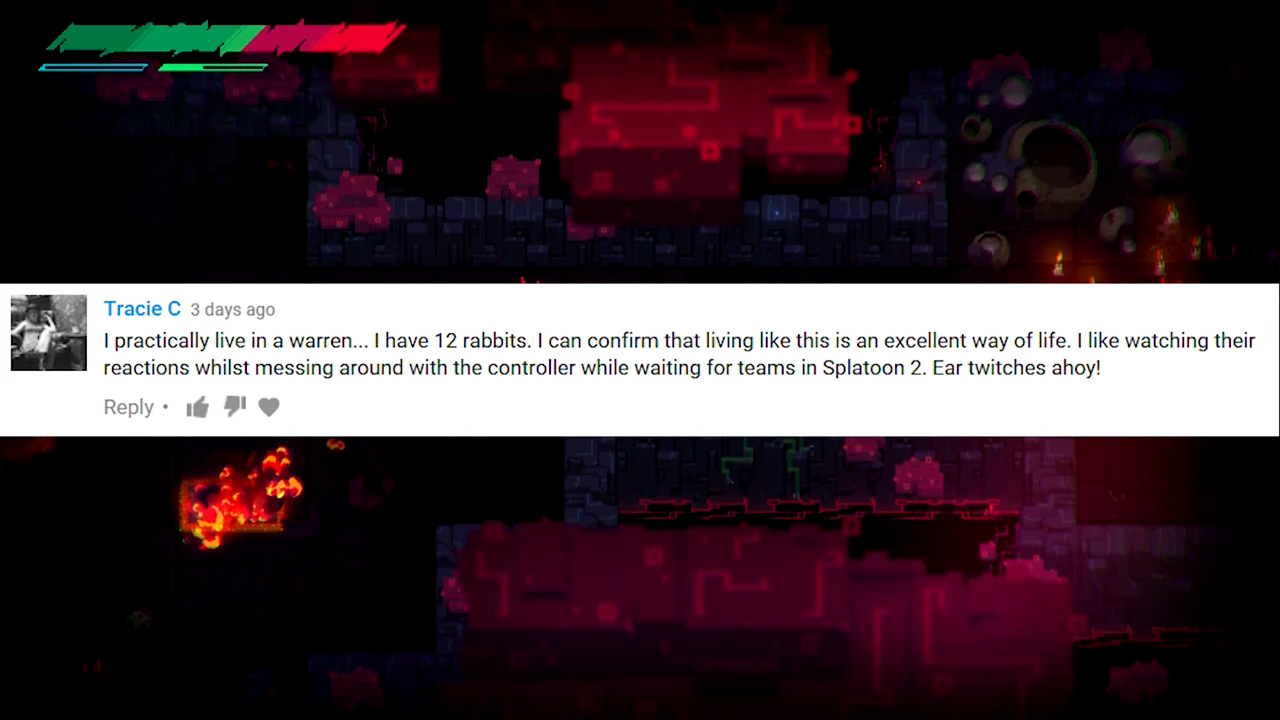 Tracie C 3 days ago
I practically live in a warren... I have 12 rabbits. I can confirm that living like this is an excellent way of life. I like watching their
reactions whilst messing around with the controller while waiting for teams in Splatoon 2. Ear twitches ahoy!
Reply •